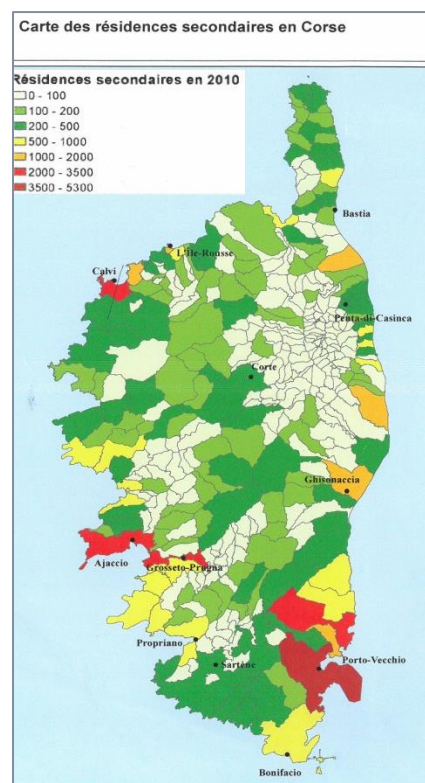 Carte des résidences secondaires en Corse
Résidences secondaires en 2010
0 - 100
100 - 200
200 - 500
500 - 1000
1000 - 2000
2000 - 3500
3500 - 5300
Bastia
L'Île-Rousse
Calvi
Penta-di-Casinca
Corte
Ghisonaccia
Ajaccio
Grosseto-Prugna
Propriano
Sartène
Porto-Vecchio
Bonifacio